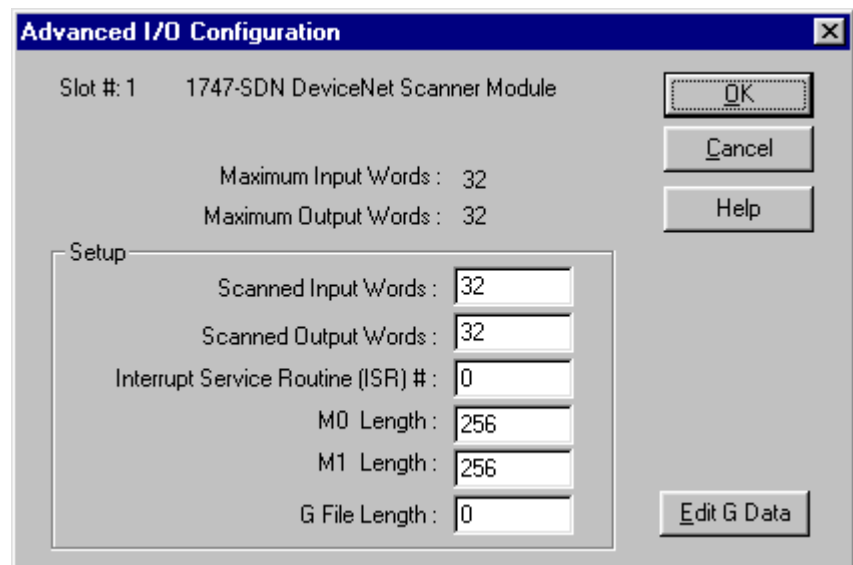 Advanced I/O Configuration
Slot #: 1 1747-SDN DeviceNet Scanner Module
OK
Cancel
Help
Maximum Input Words : 32
Maximum Output Words : 32
Setup
Scanned Input Words : 32
Scanned Output Words : 32
Interrupt Service Routine (ISR) # : 0
M0 Length : 256
M1 Length : 256
G File Length : 0
Edit G Data